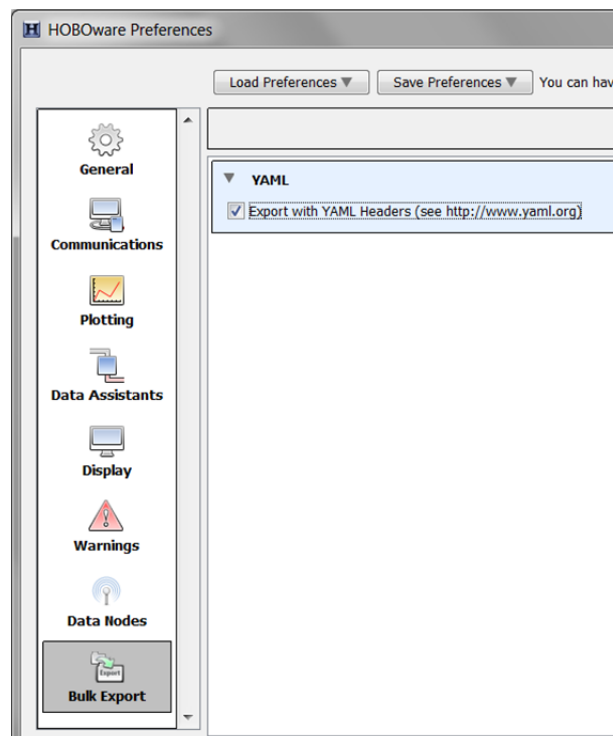 HOBOware Preferences
Load Preferences
Save Preferences
You can hav
General
Communications
Plotting
Data Assistants
Display
Warnings
Data Nodes
Export
Bulk Export
YAML
Export with YAML Headers (see http://www.yaml.org)